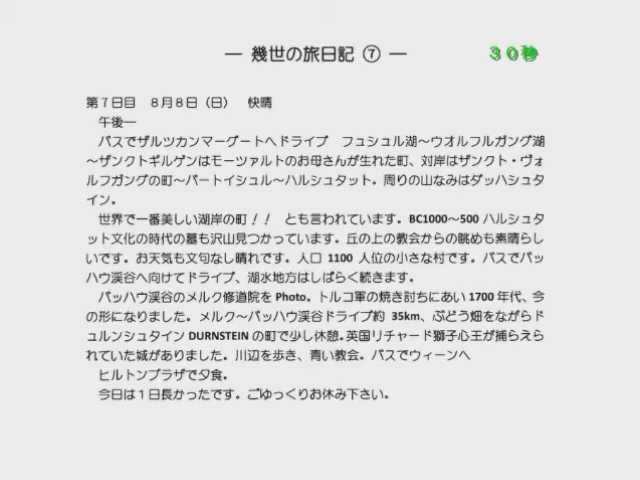 ― 幾世の旅日記 ⑦ ―
30秒
第７日目　８月８日（日）　快晴
午後―
バスでザルツカンマーグートへドライブ　フュシュル湖～ウオルフルガング湖
～ザンクトギルゲンはモーツァルトのお母さんが生れた町、対岸はザンクト・ヴォ
ルフガングの町～バートイシュル～ハルシュタット。周りの山なみはダッハシュタ
イン。
世界で一番美しい湖岸の町！！　とも言われています。BC1000～500 ハルシュタ
ット文化の時代の墓も沢山見つかっています。丘の上の教会からの眺めも素晴らし
いです。お天気も文句なし晴れです。人口 1100 人位の小さな村です。バスでバッ
ハウ渓谷へ向けてドライブ、湖水地方はしばらく続きます。
バッハウ渓谷のメルク修道院を Photo。トルコ軍の焼き討ちにあい 1700 年代、今
の形になりました。メルク～バッハウ渓谷ドライブ約 35km、ぶどう畑をながらド
ュルンシュタイン DURNSTEIN の町で少し休憩。英国リチャード獅子心王が捕らえら
れていた城がありました。川辺を歩き、青い教会。バスでウィーンへ
ヒルトンプラザで夕食。
今日は１日長かったです。ごゆっくりお休み下さい。